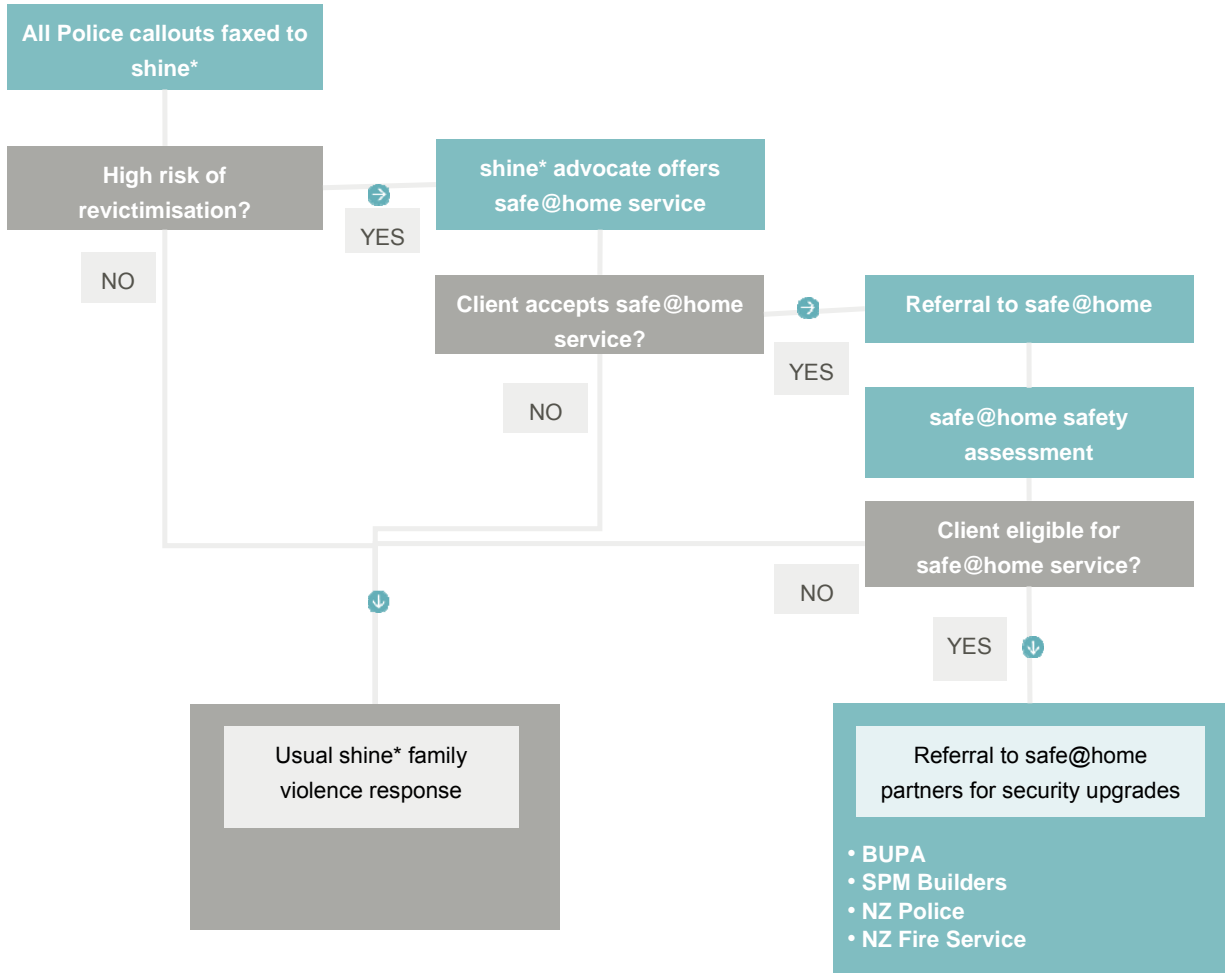 All Police callouts faxed to
shine*
High risk of
revictimisation?
YES
NO
shine* advocate offers
safe@home service
Client accepts safe@home
service?
YES
NO
Referral to safe@home
safe@home safety
assessment
Client eligible for
safe@home service?
NO
YES
Usual shine* family
violence response
Referral to safe@home
partners for security upgrades
• BUPA
• SPM Builders
• NZ Police
• NZ Fire Service